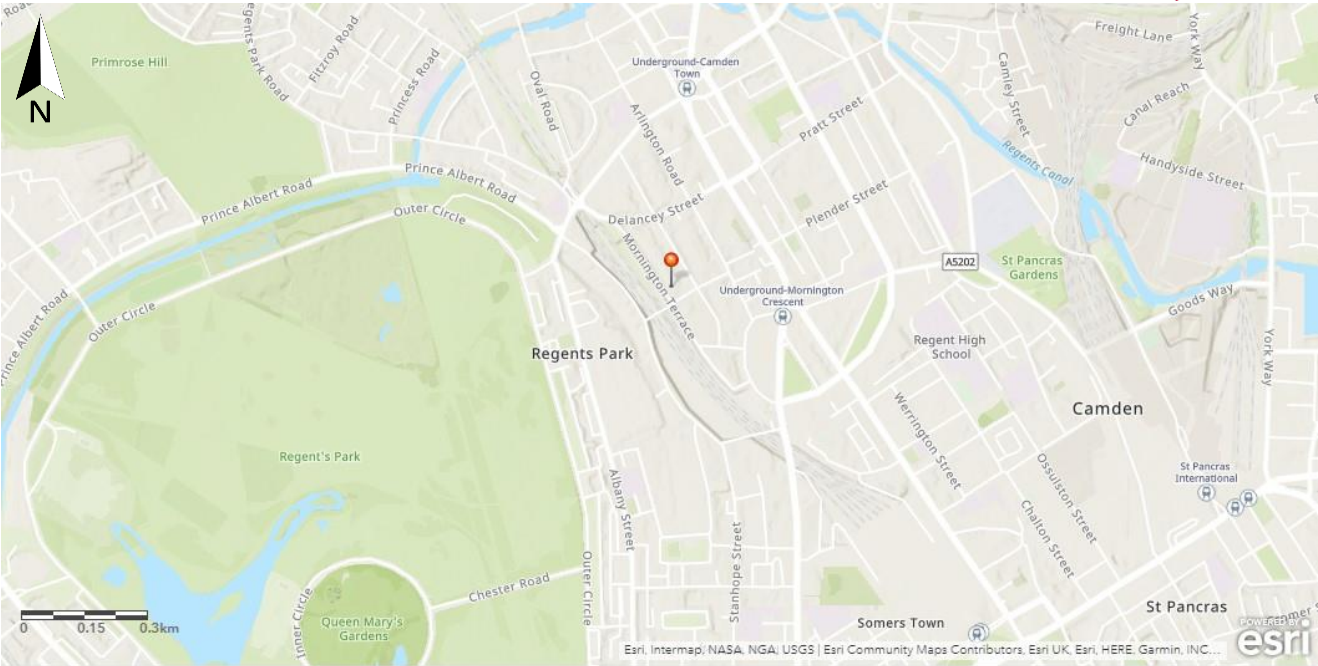 Road
Regents Park Road
Fitzroy Road
Primrose Hill
Princess Road
Oval Road
Underground-Camden
Town
Arlington Road
Pratt Street
Freight Lane
York Way
Camley Street
Canal Reach
Handyside Street
Regents Canal
N
Prince Albert Road
Prince Albert Road
Outer Circle
Delancey Street
Plender Street
Mornington Terrace
A5202
St Pancras
Gardens
Goods Way
Underground-Mornington
Crescent
Prince Albert Road
Outer Circle
Regents Park
Regent High
School
York Way
Camden
Werrington Street
Regent's Park
Albany Street
Ossulston Street
St Pancras
International
Chalton Street
Stanhope Street
Outer Circle
Chester Road
Inner Circle
Queen Mary's
Gardens
St Pancras
Somers Town
0 0.15 0.3km
Esri, Intermap, NASA, NGA, USGS | Esri Community Maps Contributors, Esri UK, Esri, HERE, Garmin, INC...
POWERED BY
esri